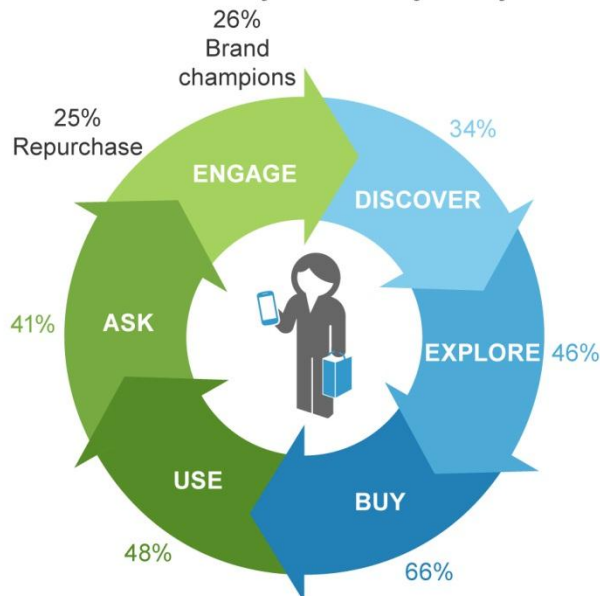 26%
Brand
champions
25%
Repurchase
ENGAGE
34%
DISCOVER
41%
ASK
EXPLORE 46%
USE
BUY
48%
66%